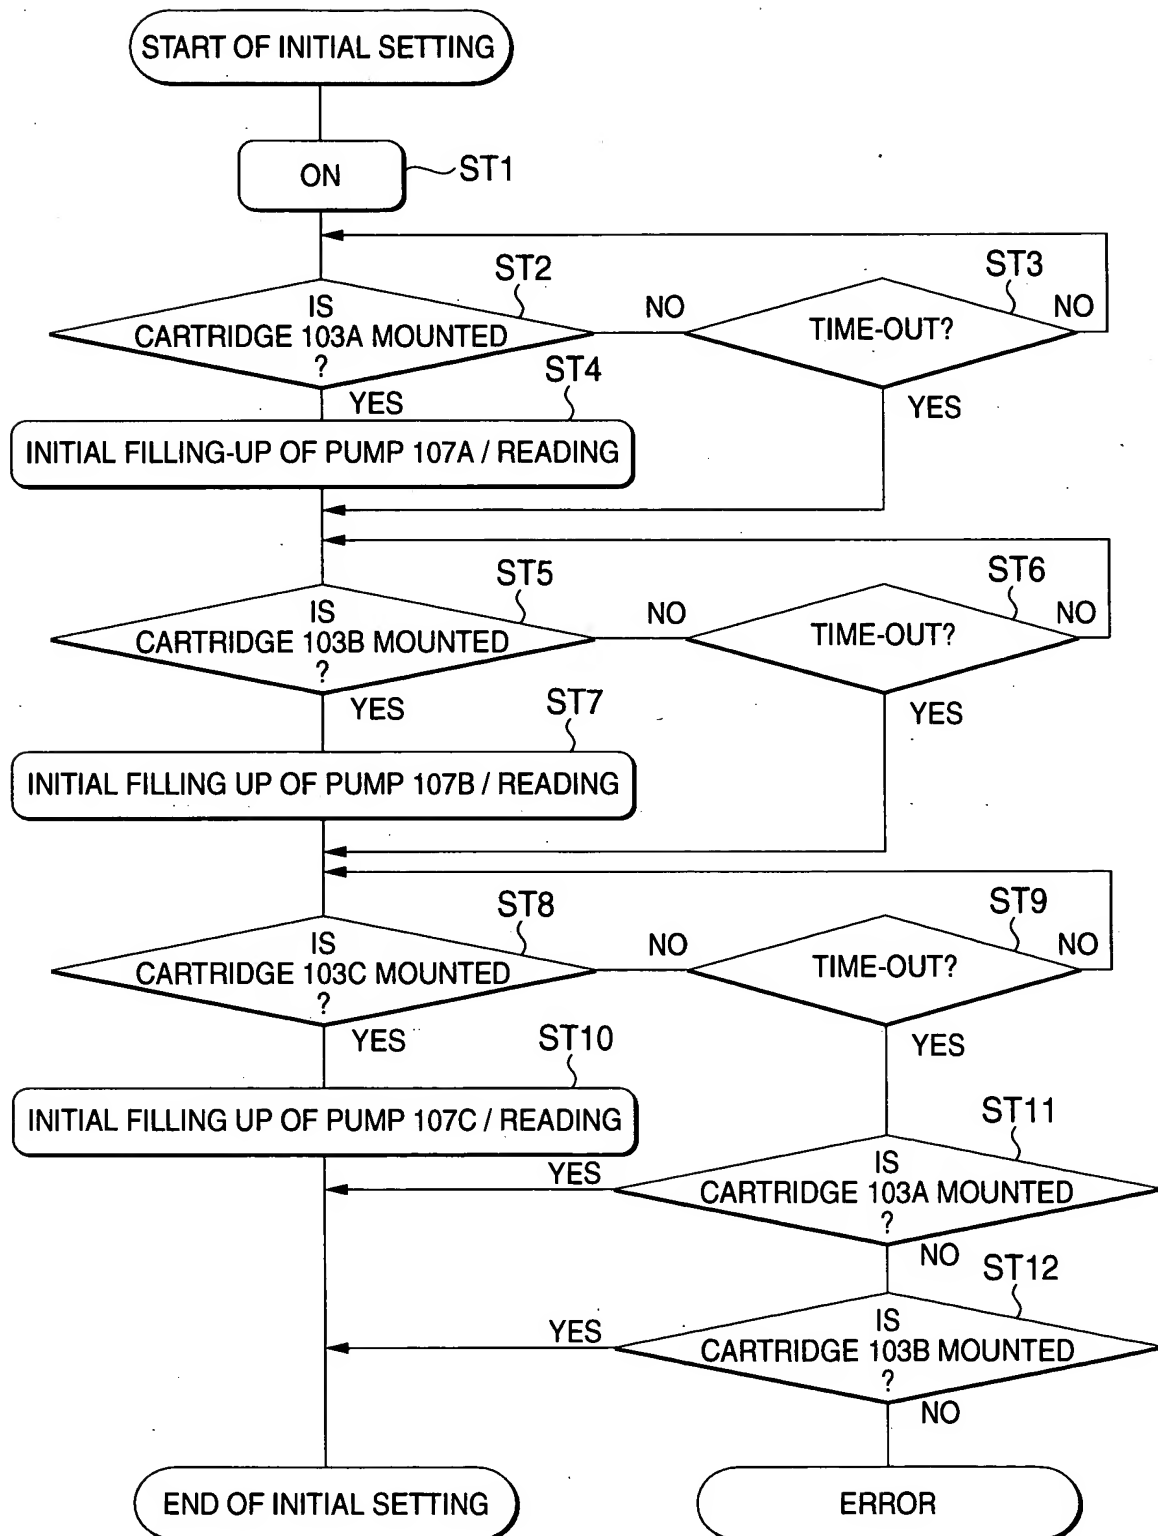 START OF INITIAL SETTING
ON
ST1
ST2
IS
CARTRIDGE 103A MOUNTED
?
NO
ST3
TIME-OUT?
NO
YES
YES
ST4
INITIAL FILLING-UP OF PUMP 107A / READING
ST5
IS
CARTRIDGE 103B MOUNTED
?
NO
ST6
TIME-OUT?
NO
YES
YES
ST7
INITIAL FILLING UP OF PUMP 107B / READING
ST8
IS
CARTRIDGE 103C MOUNTED
?
NO
ST9
TIME-OUT?
NO
YES
YES
ST10
INITIAL FILLING UP OF PUMP 107C / READING
ST11
IS
CARTRIDGE 103A MOUNTED
?
YES
NO
ST12
IS
CARTRIDGE 103B MOUNTED
?
YES
NO
END OF INITIAL SETTING
ERROR